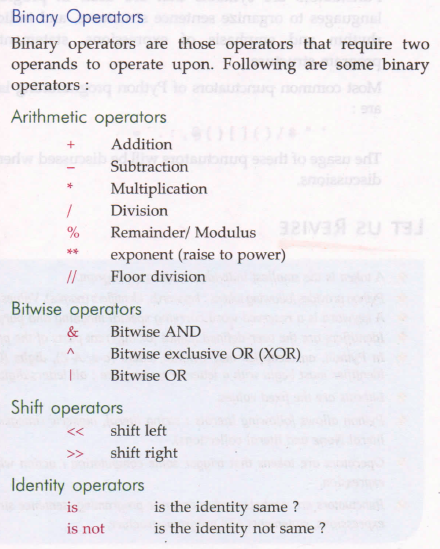 Binary Operators
Binary operators are those operators that require two
operands to operate upon. Following are some binary
operators :
Arithmetic operators
+ Addition
– Subtraction
* Multiplication
/ Division
% Remainder/ Modulus
** exponent (raise to power)
// Floor division
Bitwise operators
& Bitwise AND
^ Bitwise exclusive OR (XOR)
| Bitwise OR
Shift operators
<< shift left
>> shift right
Identity operators
is is the identity same ?
is not is the identity not same ?